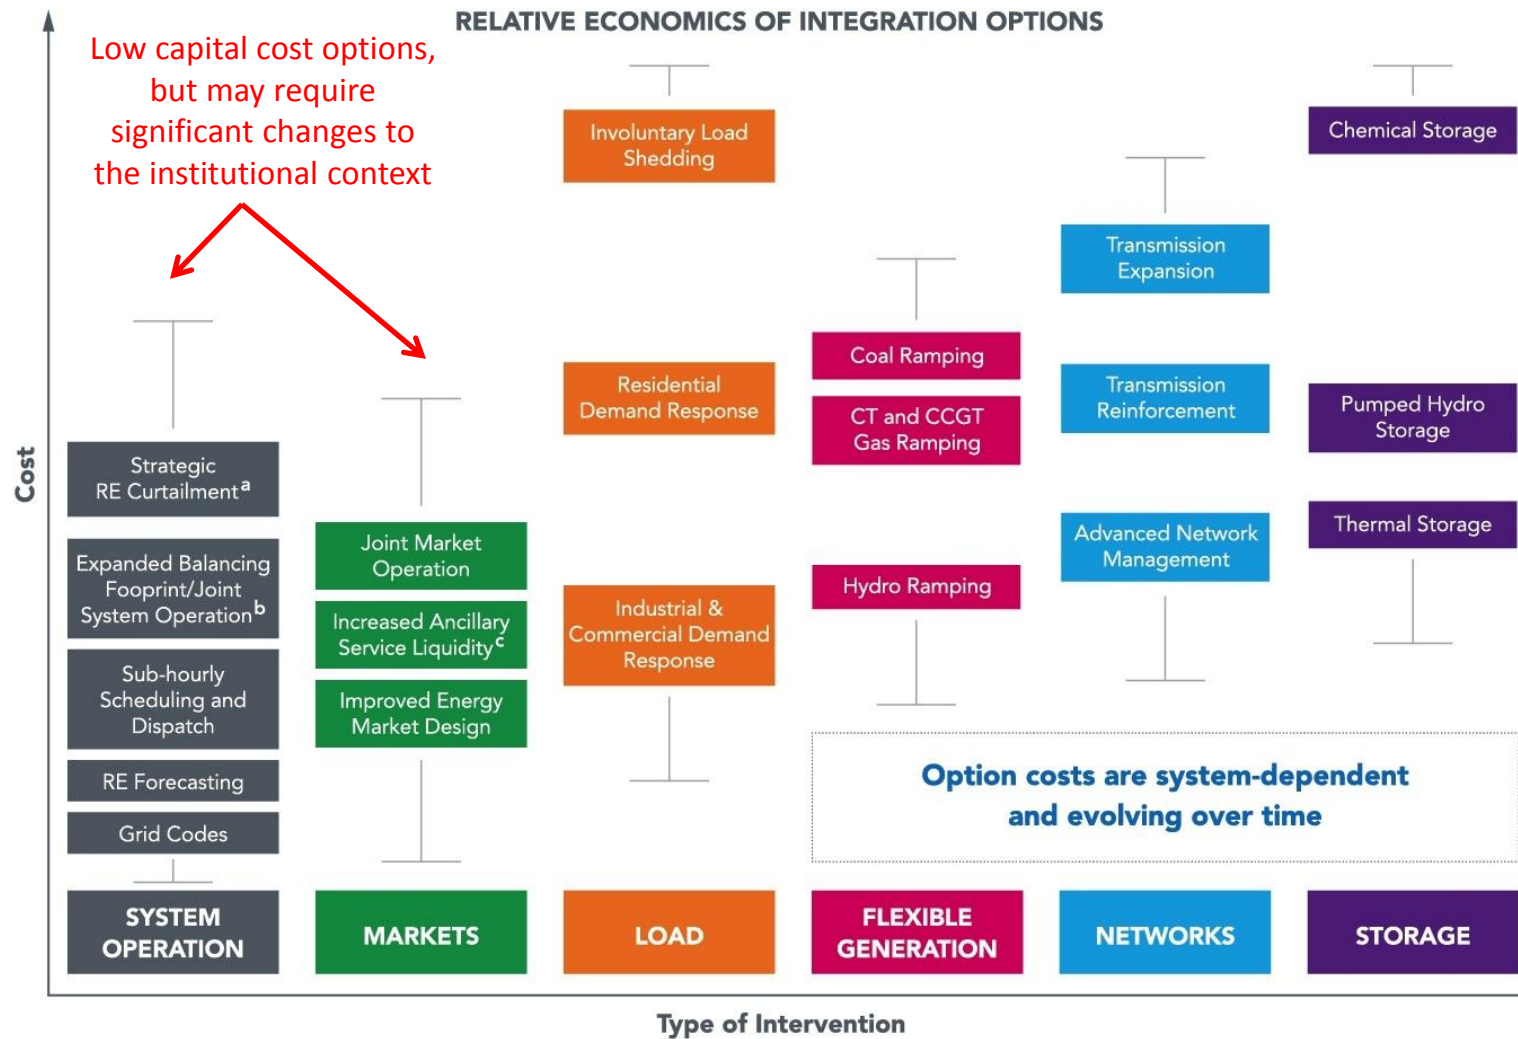 RELATIVE ECONOMICS OF INTEGRATION OPTIONS
Low capital cost options,
but may require
significant changes to
the institutional context
Cost
Strategic
RE Curtailmentᵃ
Expanded Balancing
Fooprint/Joint
System Operationᵇ
Sub-hourly
Scheduling and
Dispatch
RE Forecasting
Grid Codes
SYSTEM
OPERATION
Joint Market
Operation
Increased Ancillary
Service Liquidityᶜ
Improved Energy
Market Design
MARKETS
Involuntary Load
Shedding
Residential
Demand Response
Industrial &
Commercial Demand
Response
LOAD
Coal Ramping
CT and CCGT
Gas Ramping
Hydro Ramping
FLEXIBLE
GENERATION
Transmission
Expansion
Transmission
Reinforcement
Advanced Network
Management
NETWORKS
Chemical Storage
Pumped Hydro
Storage
Thermal Storage
STORAGE
Option costs are system-dependent
and evolving over time
Type of Intervention